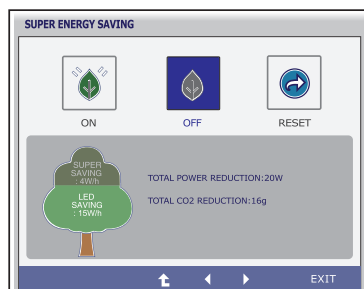 SUPER ENERGY SAVING
ON
OFF
RESET
SUPER
SAVING
: 4W/h
LED
SAVING
: 15W/h
TOTAL POWER REDUCTION:20W
TOTAL CO2 REDUCTION:16g
EXIT